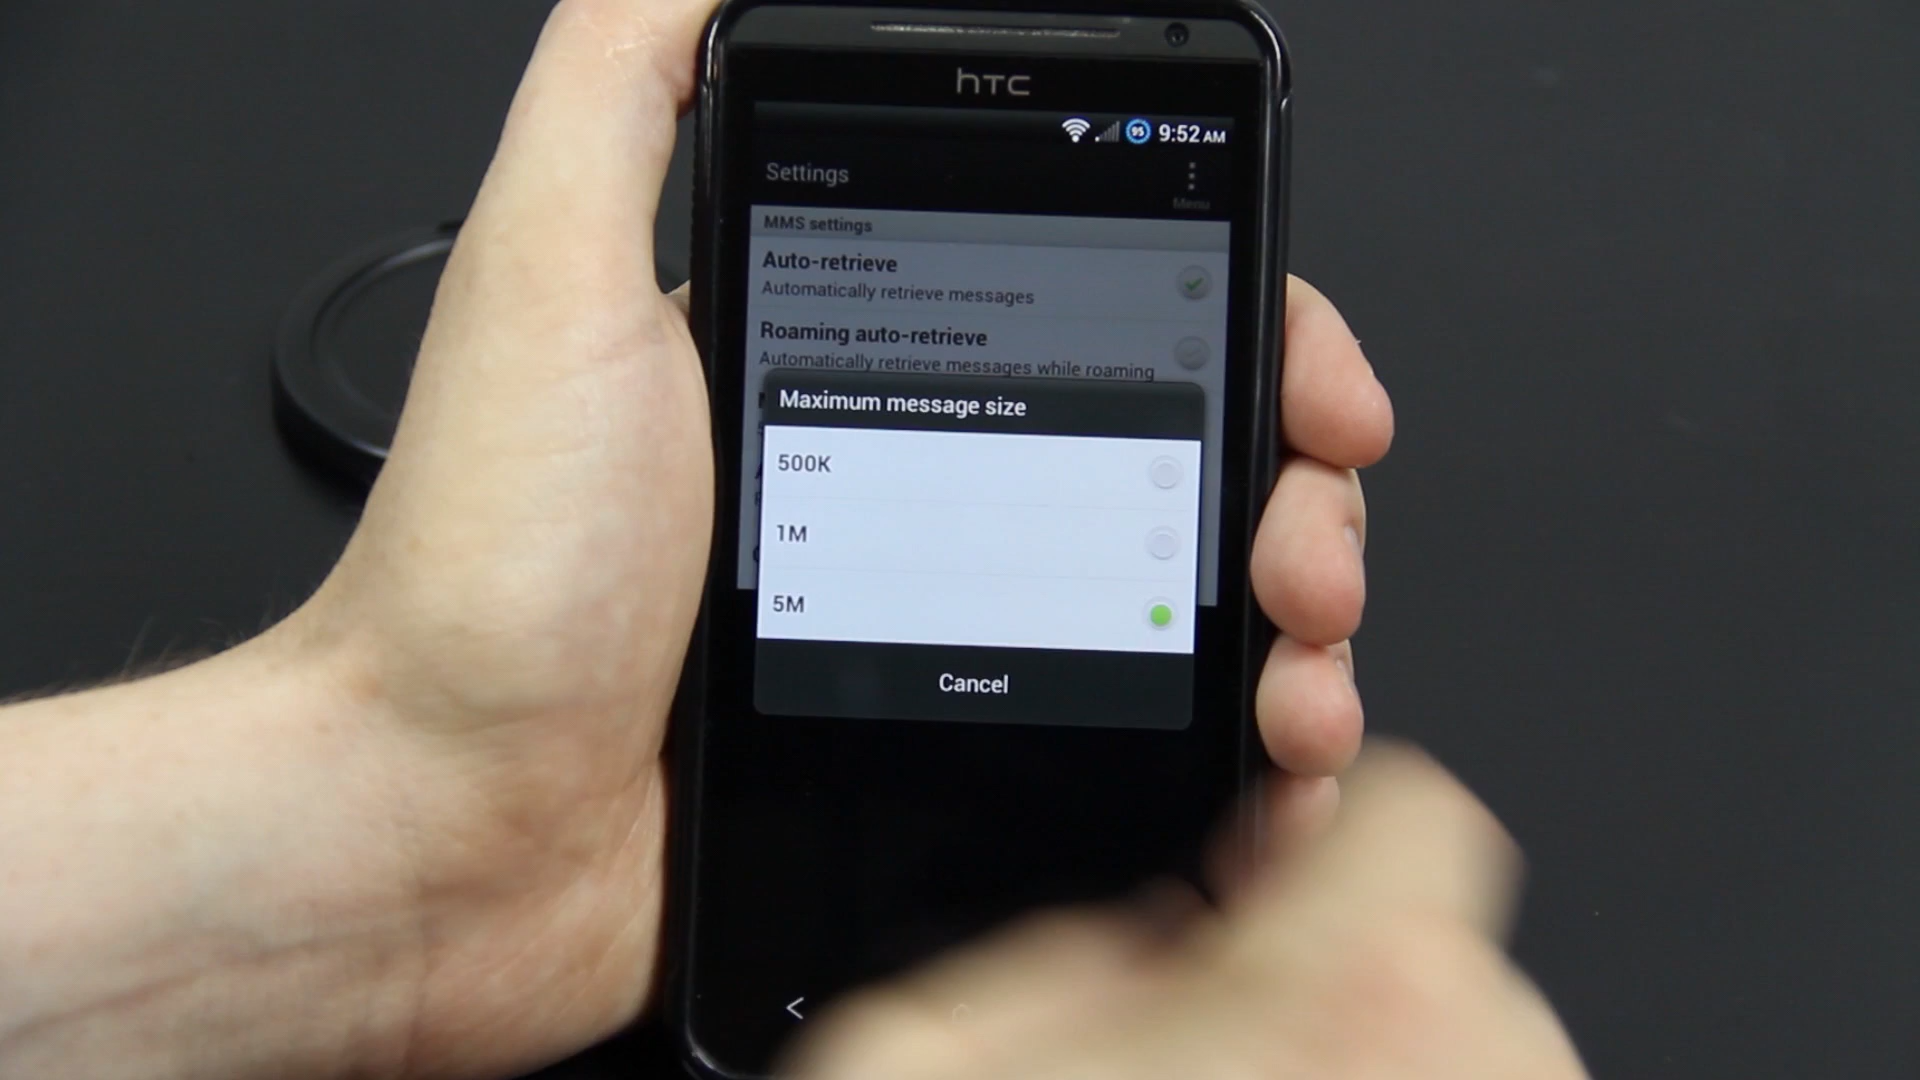 hTC
95 9:52 AM
Settings
Menu
MMS settings
Auto-retrieve
Automatically retrieve messages
Roaming auto-retrieve
Automatically retrieve messages while roaming
Maximum message size
500K
1M
5M
Cancel